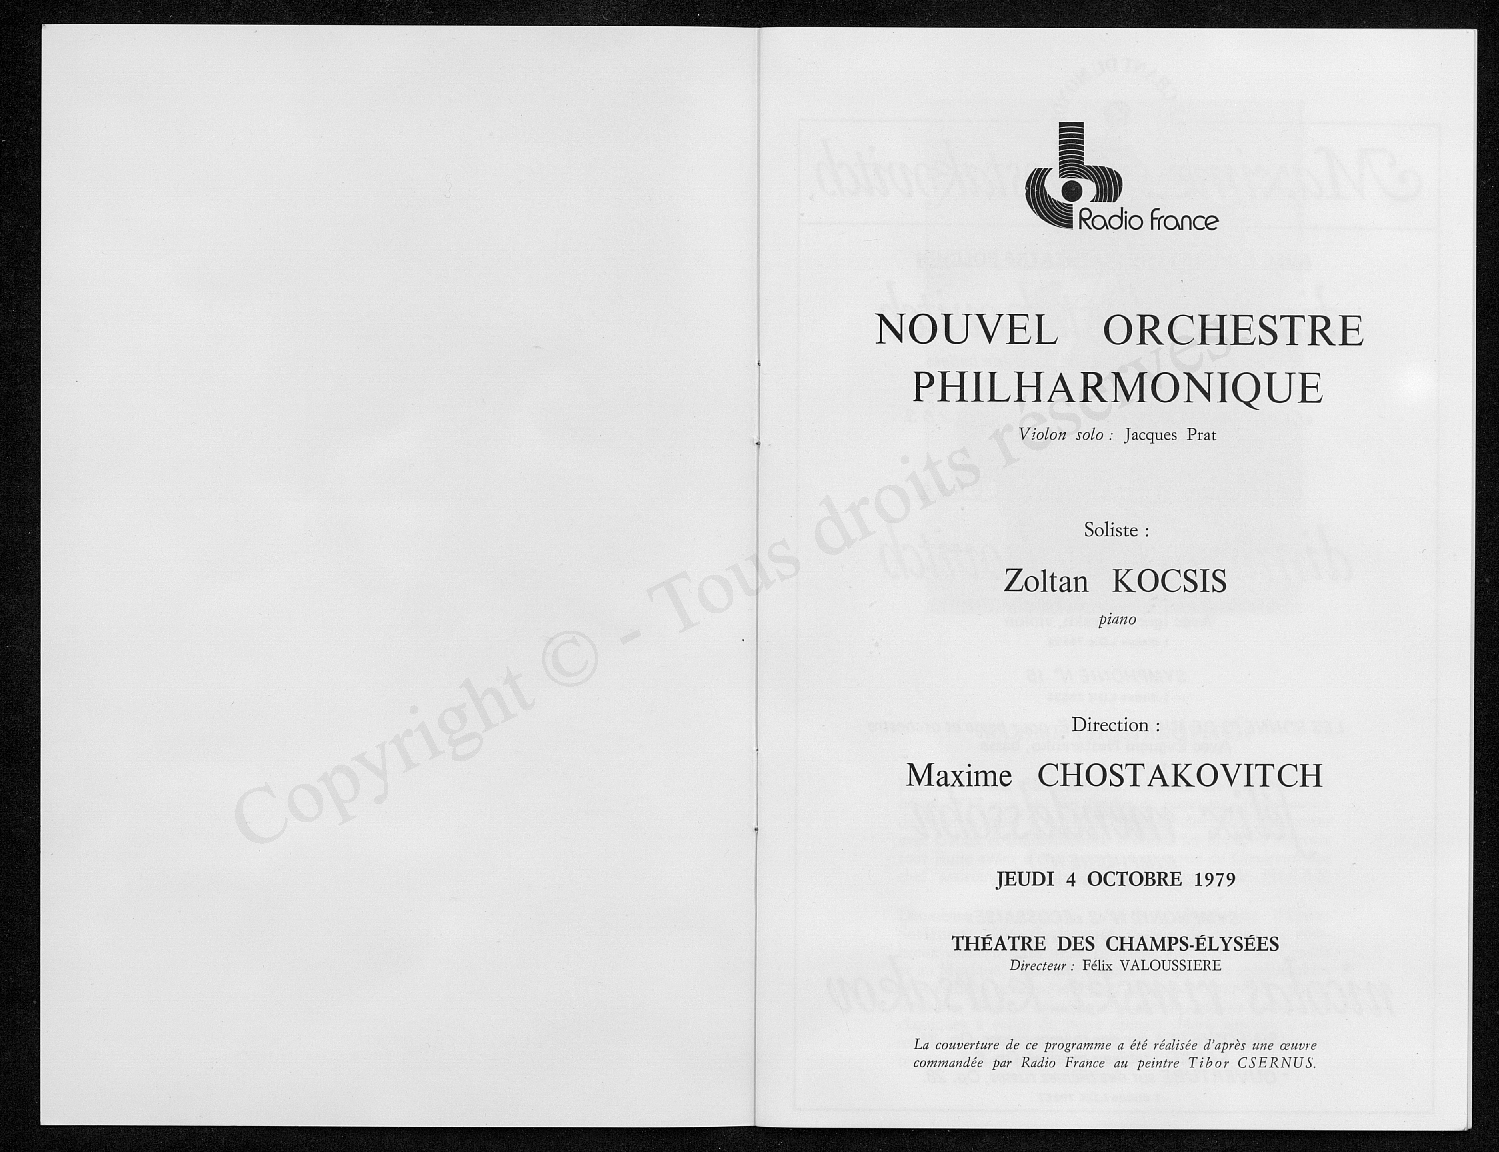 Radio france
NOUVEL ORCHESTRE
PHILHARMONIQUE
Violon solo : Jacques Prat
Soliste :
Zoltan KOCSIS
piano
Direction :
Maxime CHOSTAKOVITCH
JEUDI 4 OCTOBRE 1979
THÉATRE DES CHAMPS-ÉLYSÉES
Directeur : Félix VALOUSSIERE
La couverture de ce programme a été réalisée d'après une œuvre
commandée par Radio France au peintre Tibor CSERNUS.
Copyright © - Tous droits réservés